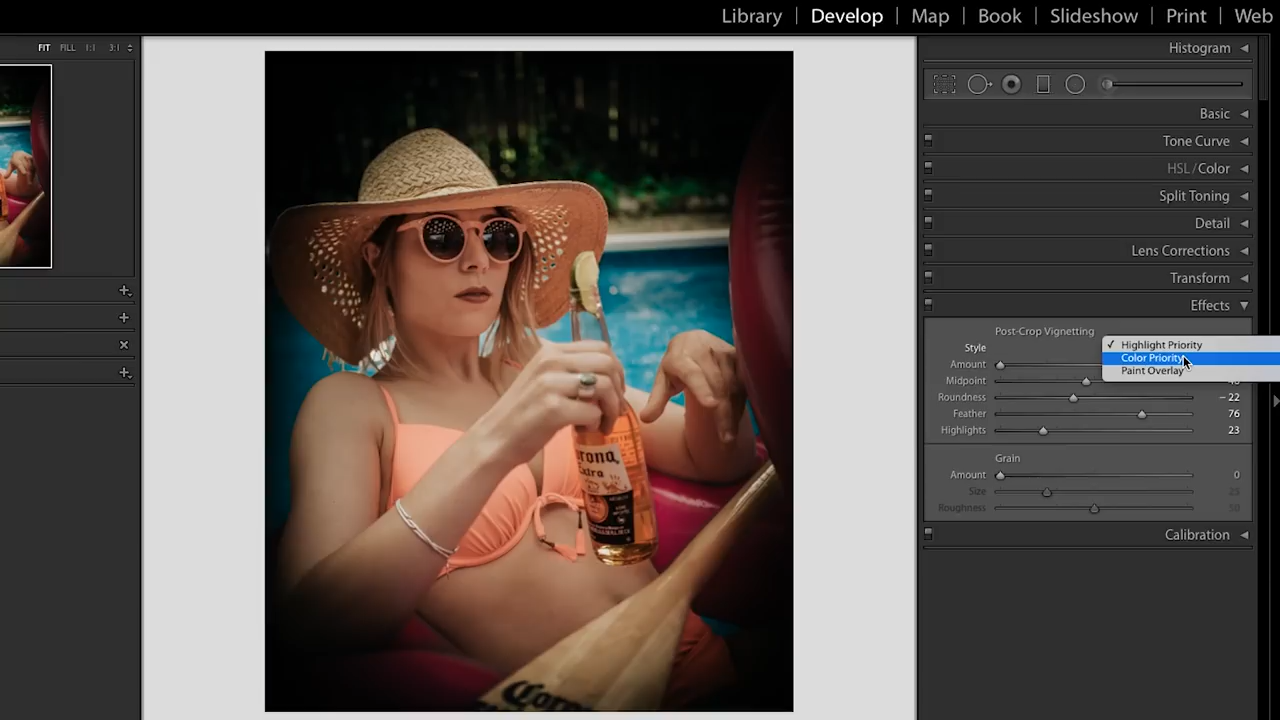 Library | Develop | Map | Book | Slideshow | Print | Web
FIT FILL 1:1 3:1
Histogram
Basic
Tone Curve
HSL / Color
Split Toning
Detail
Lens Corrections
Transform
Effects
Post-Crop Vignetting
Style
✓ Highlight Priority
Color Priority
Paint Overlay
Amount
Midpoint
Roundness − 22
Feather 76
Highlights 23
Grain
Amount 0
Size 25
Roughness 50
Calibration
Corona
Extra